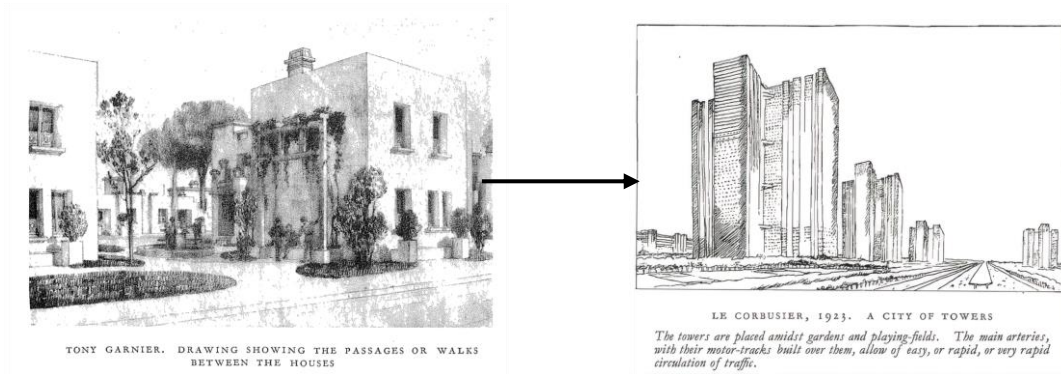 TONY GARNIER. DRAWING SHOWING THE PASSAGES OR WALKS
BETWEEN THE HOUSES
LE CORBUSIER, 1923. A CITY OF TOWERS
The towers are placed amidst gardens and playing-fields. The main arteries,
with their motor-tracks built over them, allow of easy, or rapid, or very rapid
circulation of traffic.